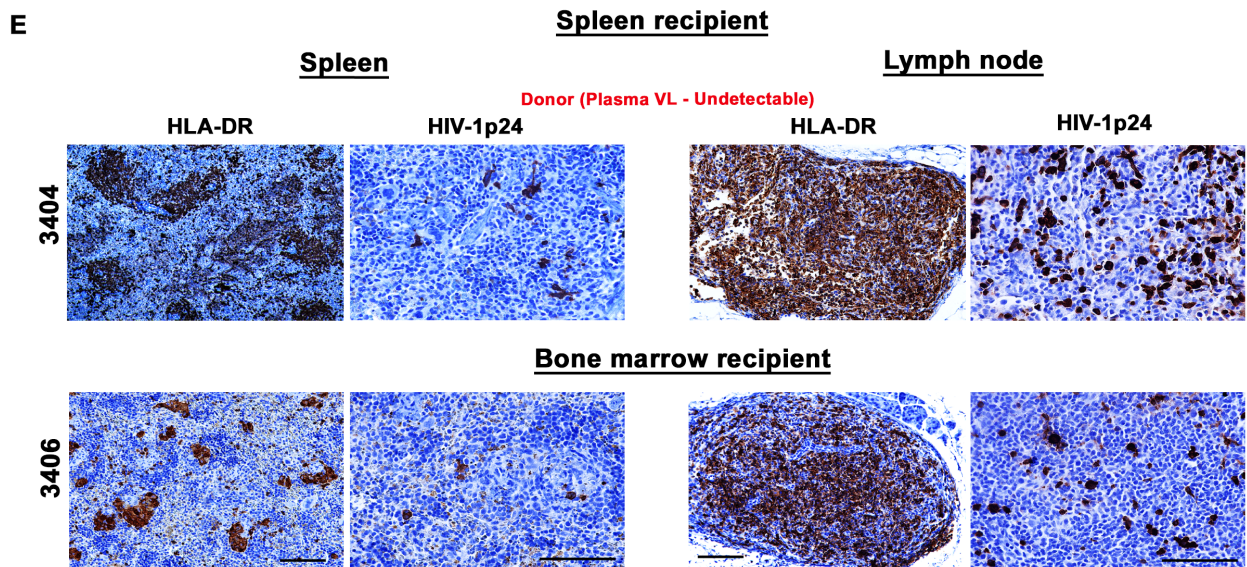 E
Spleen recipient
Spleen
Lymph node
Donor (Plasma VL - Undetectable)
HLA-DR
HIV-1p24
HLA-DR
HIV-1p24
3404
Bone marrow recipient
3406